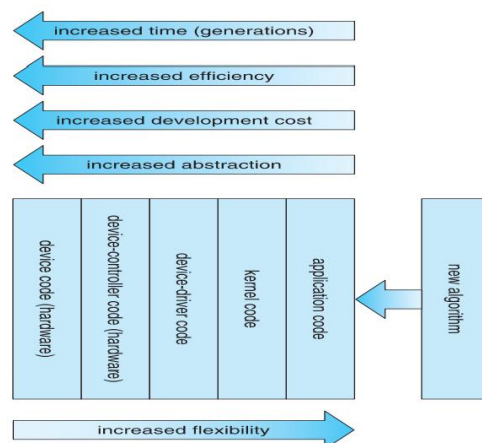 increased time (generations)
increased efficiency
increased development cost
increased abstraction
device code (hardware)
device-controller code (hardware)
device-driver code
kernel code
application code
new algorithm
increased flexibility